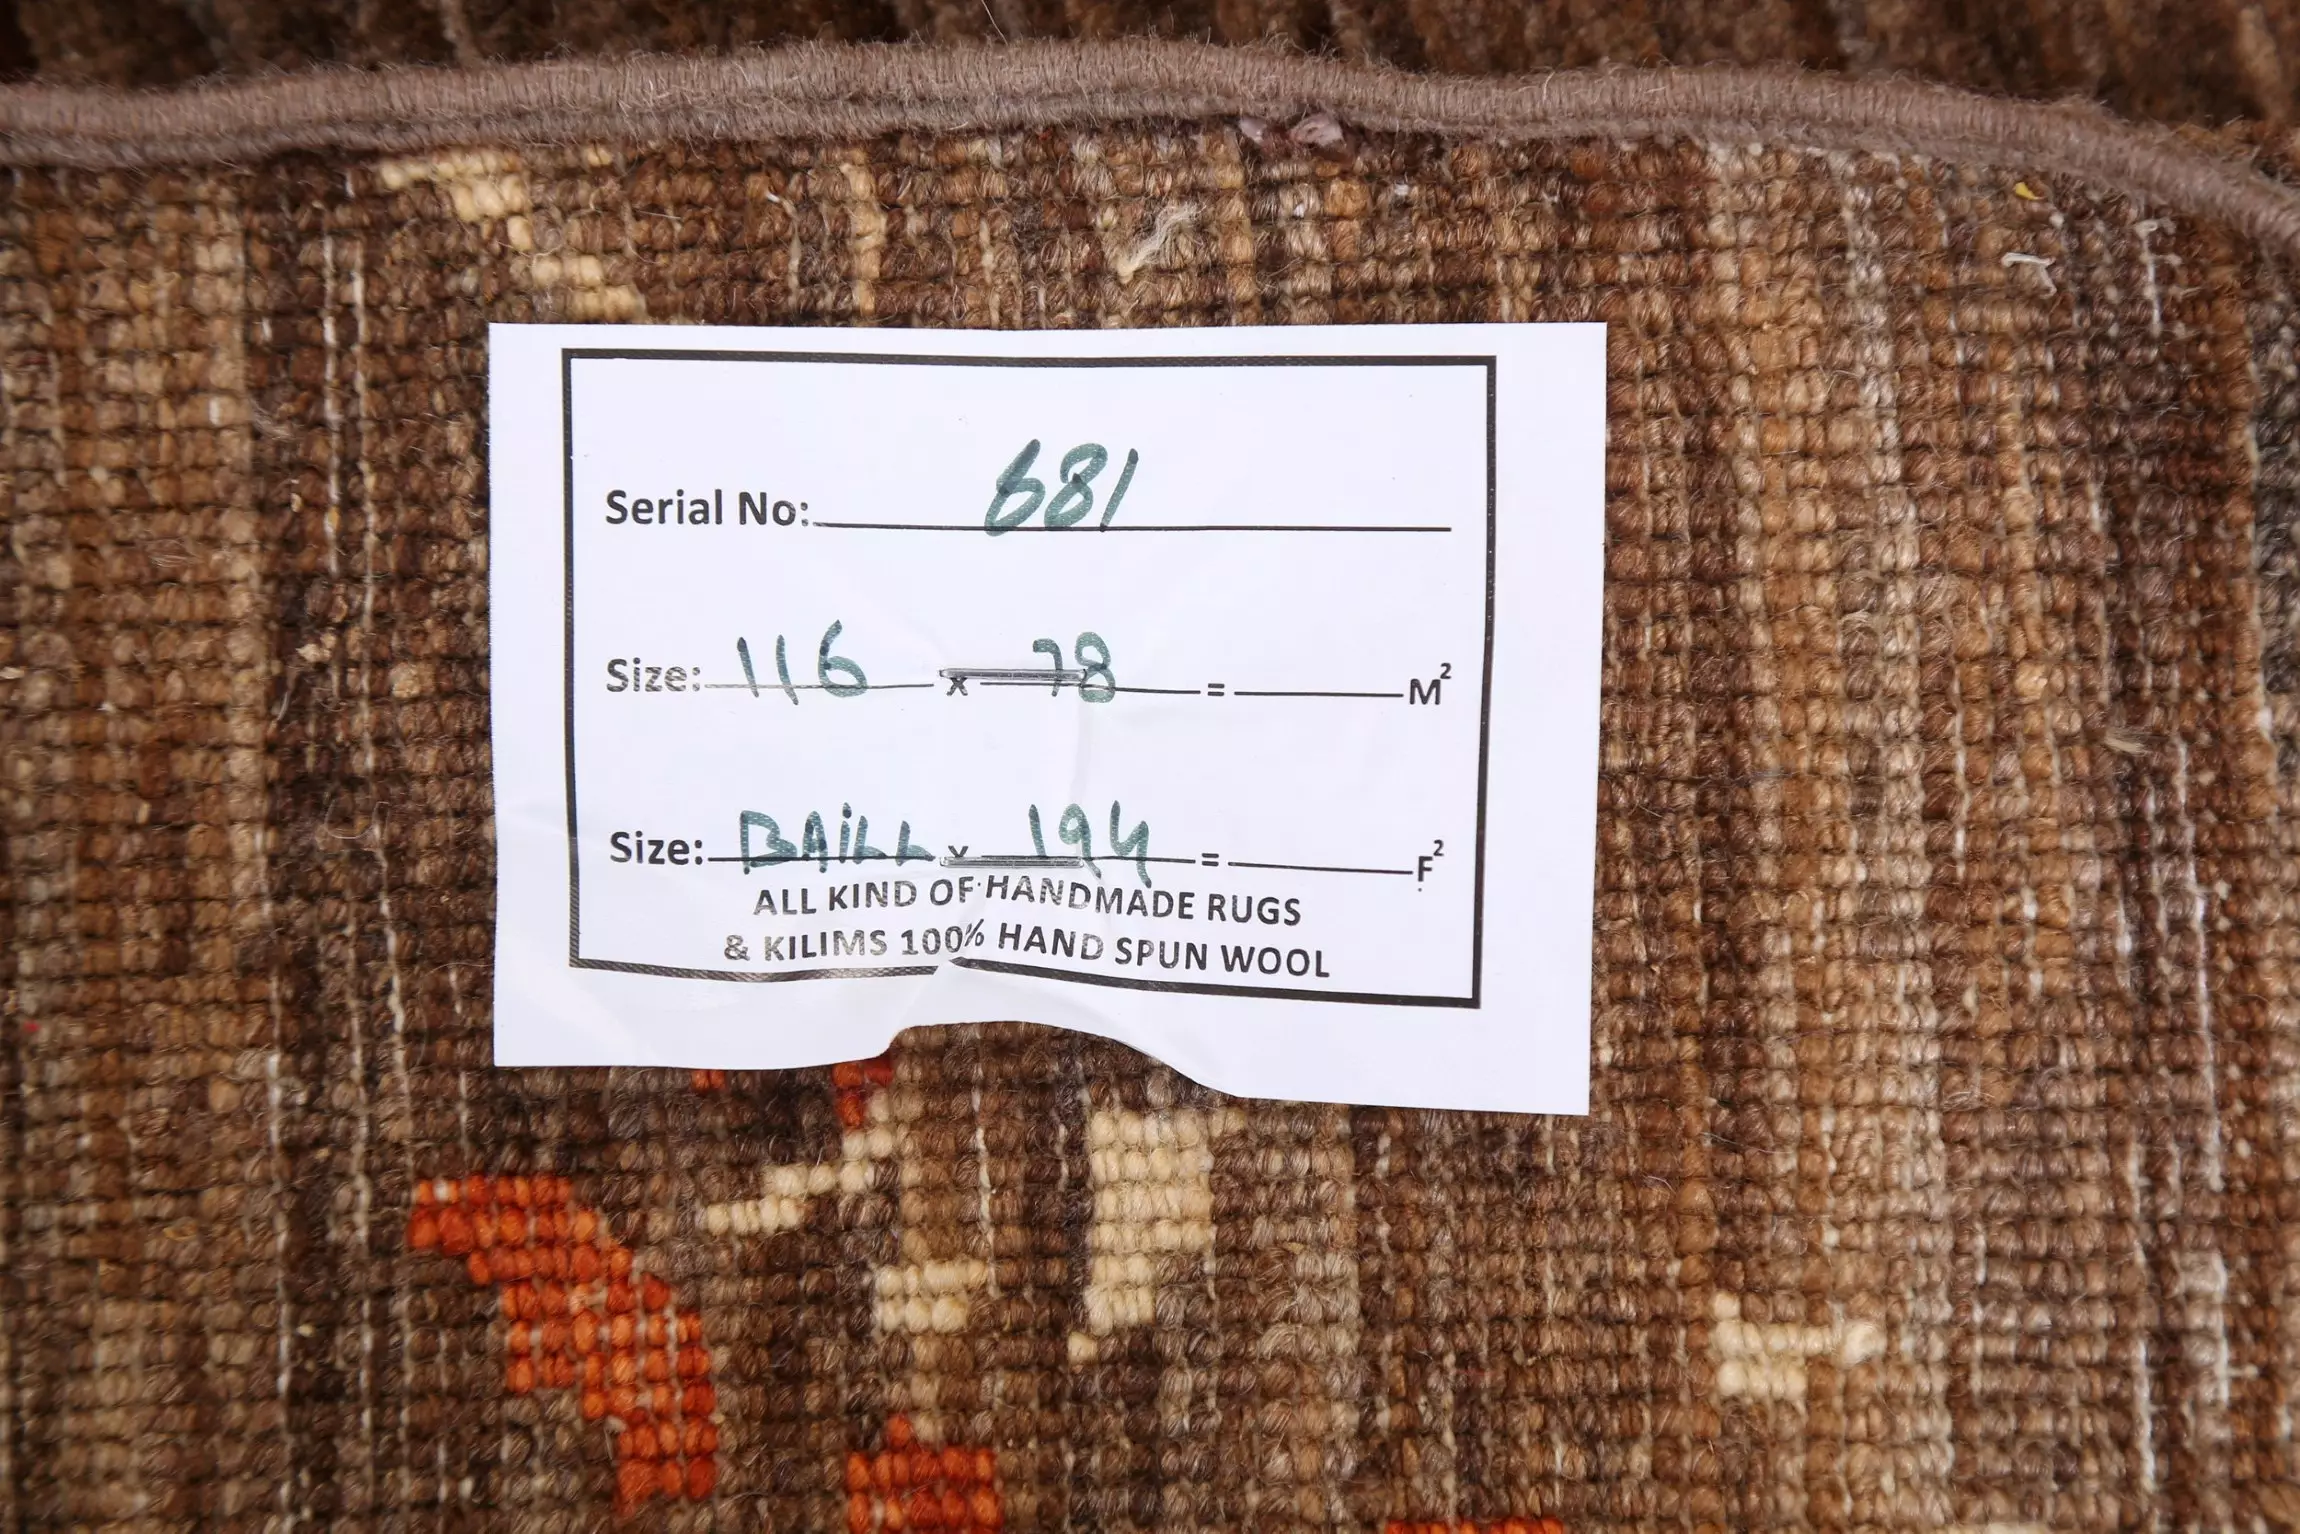 Serial No: 681
Size: 116 x 78 = M²
Size: BAiLL x 194 = F²
ALL KIND OF HANDMADE RUGS
& KILIMS 100% HAND SPUN WOOL